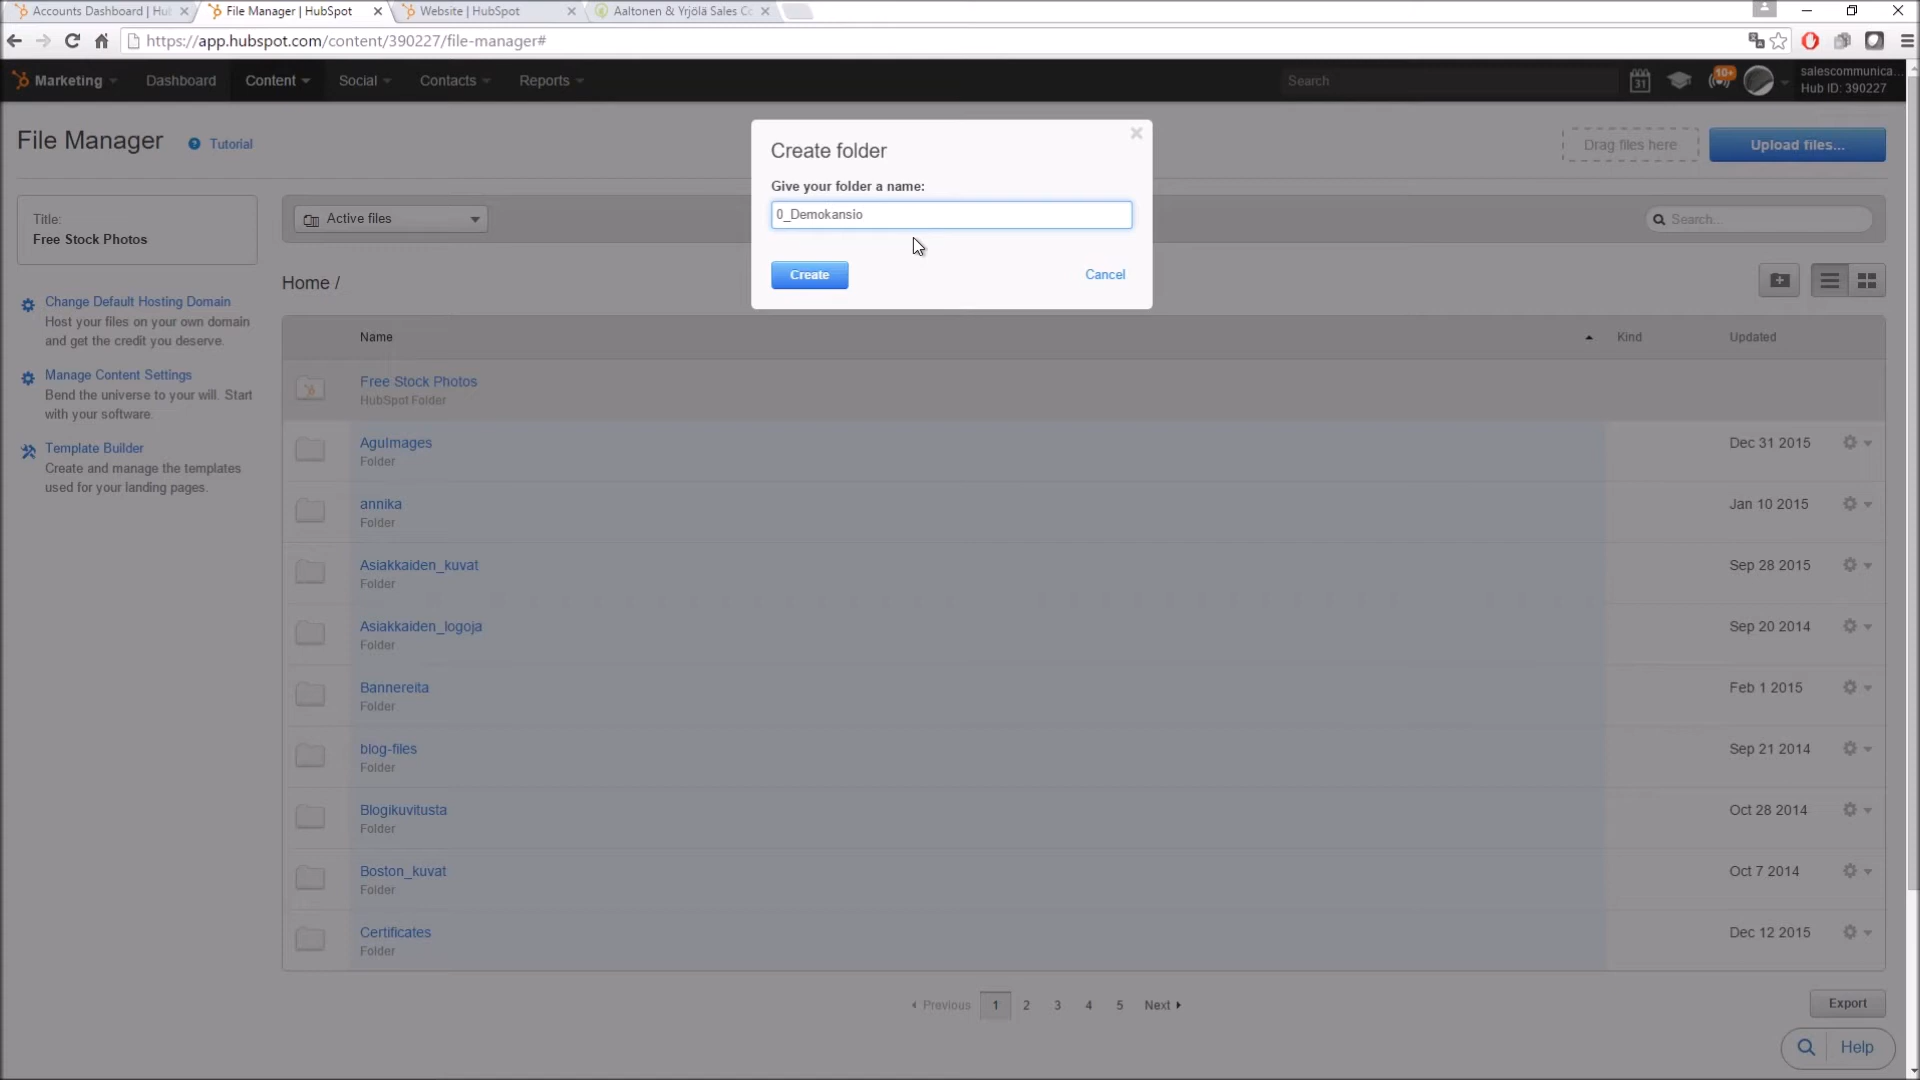 Accounts Dashboard | Hu
File Manager | HubSpot
Website | HubSpot
Aaltonen & Yrjölä Sales Co
https://app.hubspot.com/content/390227/file-manager#
Marketing
Dashboard
Content
Social
Contacts
Reports
Search
31
10+
salescommunica...
Hub ID: 390227
File Manager
Tutorial
Drag files here
Upload files...
Create folder
Give your folder a name:
0_Demokansio
Create
Cancel
Title:
Free Stock Photos
Active files
Search...
Change Default Hosting Domain
Host your files on your own domain
and get the credit you deserve.
Manage Content Settings
Bend the universe to your will. Start
with your software.
Template Builder
Create and manage the templates
used for your landing pages.
Home /
Name
Kind
Updated
Free Stock Photos
HubSpot Folder
AguImages
Folder
Dec 31 2015
annika
Folder
Jan 10 2015
Asiakkaiden_kuvat
Folder
Sep 28 2015
Asiakkaiden_logoja
Folder
Sep 20 2014
Bannereita
Folder
Feb 1 2015
blog-files
Folder
Sep 21 2014
Blogikuvitusta
Folder
Oct 28 2014
Boston_kuvat
Folder
Oct 7 2014
Certificates
Folder
Dec 12 2015
Previous 1 2 3 4 5 Next
Export
Help